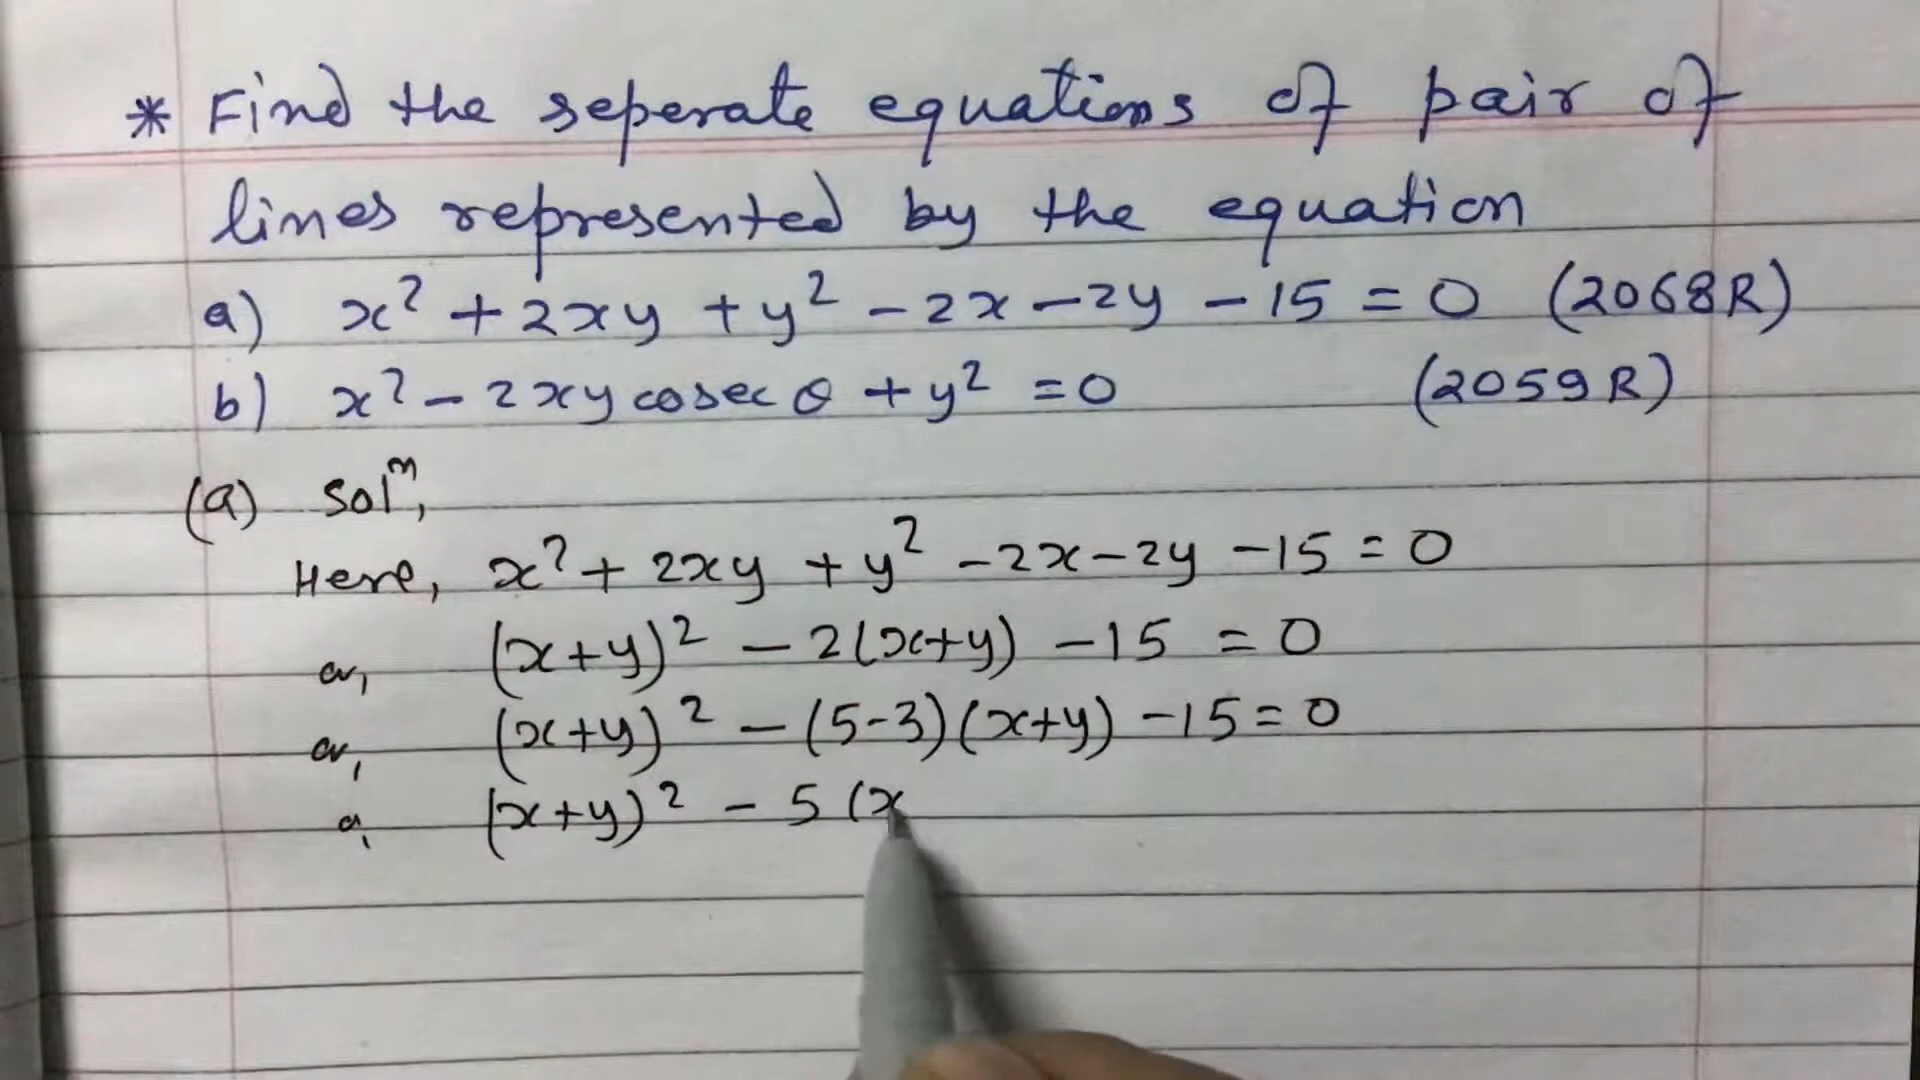 * Find the seperate equations of pair of
lines represented by the equation
a) x² + 2xy + y² - 2x - 2y - 15 = 0 (2068R)
b) x² - 2xy cosec θ + y² = 0 (2059R)
(a) Solⁿ,
Here, x² + 2xy + y² - 2x - 2y - 15 = 0
or, (x+y)² - 2(x+y) - 15 = 0
or, (x+y)² - (5-3)(x+y) - 15 = 0
or, (x+y)² - 5(x